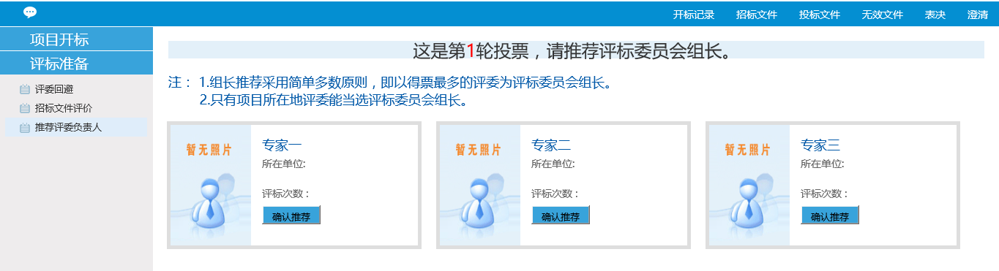 开标记录 招标文件 投标文件 无效文件 表决 澄清
项目开标
评标准备
评委回避
招标文件评价
推荐评委负责人
这是第1轮投票，请推荐评标委员会组长。
注： 1.组长推荐采用简单多数原则，即以得票最多的评委为评标委员会组长。
2.只有项目所在地评委能当选评标委员会组长。
暂无照片
专家一
所在单位:
评标次数：
确认推荐
暂无照片
专家二
所在单位:
评标次数：
确认推荐
暂无照片
专家三
所在单位:
评标次数：
确认推荐